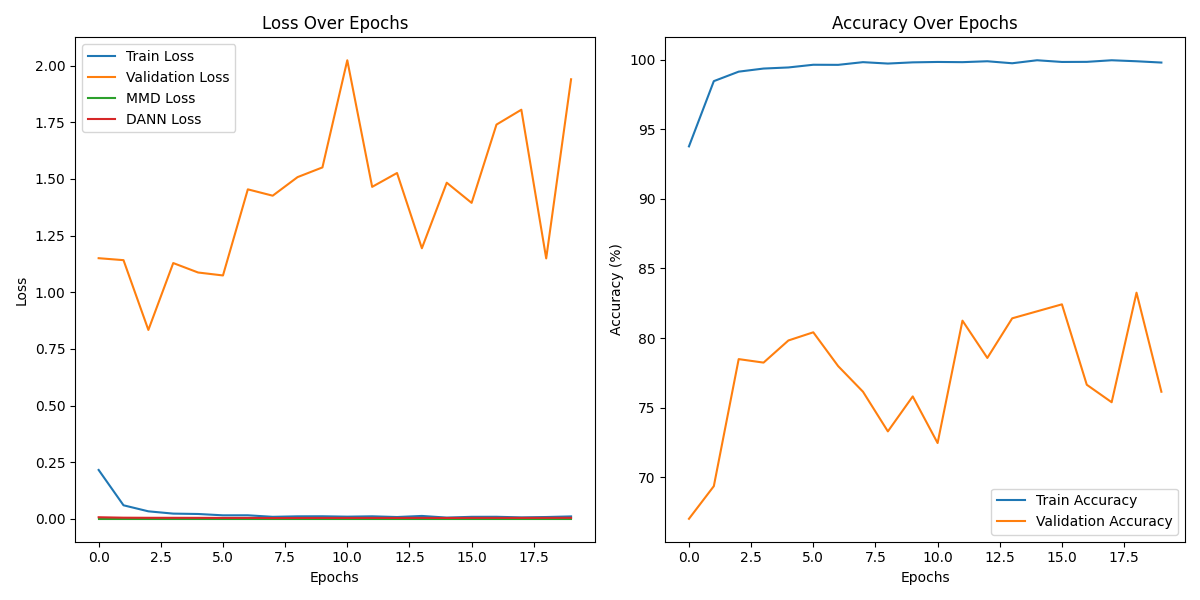 Loss Over Epochs
Train Loss
Validation Loss
MMD Loss
DANN Loss
2.00
1.75
1.50
1.25
1.00
0.75
0.50
0.25
0.00
Loss
0.0 2.5 5.0 7.5 10.0 12.5 15.0 17.5
Epochs
Accuracy Over Epochs
100
95
90
85
80
75
70
Accuracy (%)
Train Accuracy
Validation Accuracy
0.0 2.5 5.0 7.5 10.0 12.5 15.0 17.5
Epochs